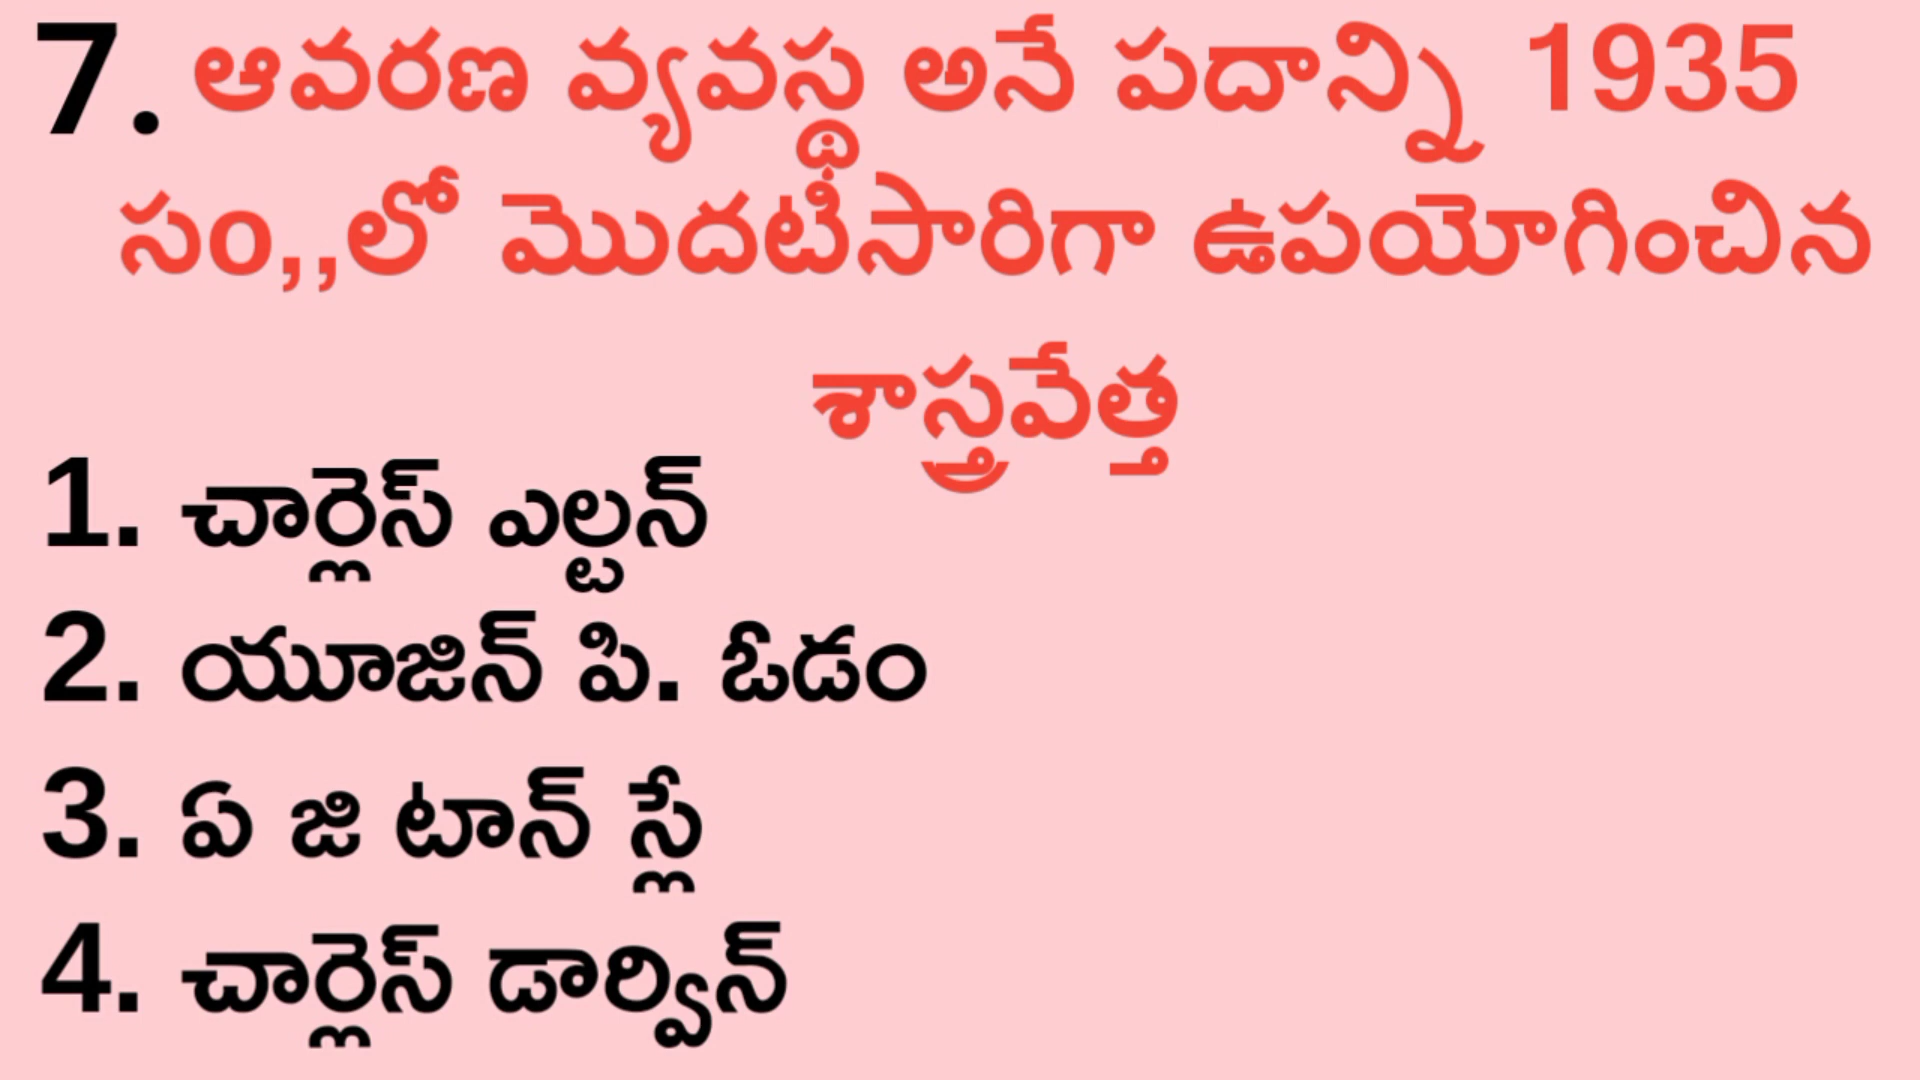 7. ఆవరణ వ్యవస్థ అనే పదాన్ని 1935
సం,,లో మొదటిసారిగా ఉపయోగించిన
శాస్త్రవేత్త
1. చార్లెస్ ఎల్టన్
2. యూజిన్ పి. ఓడం
3. ఏ జి టాన్ స్లే
4. చార్లెస్ డార్విన్